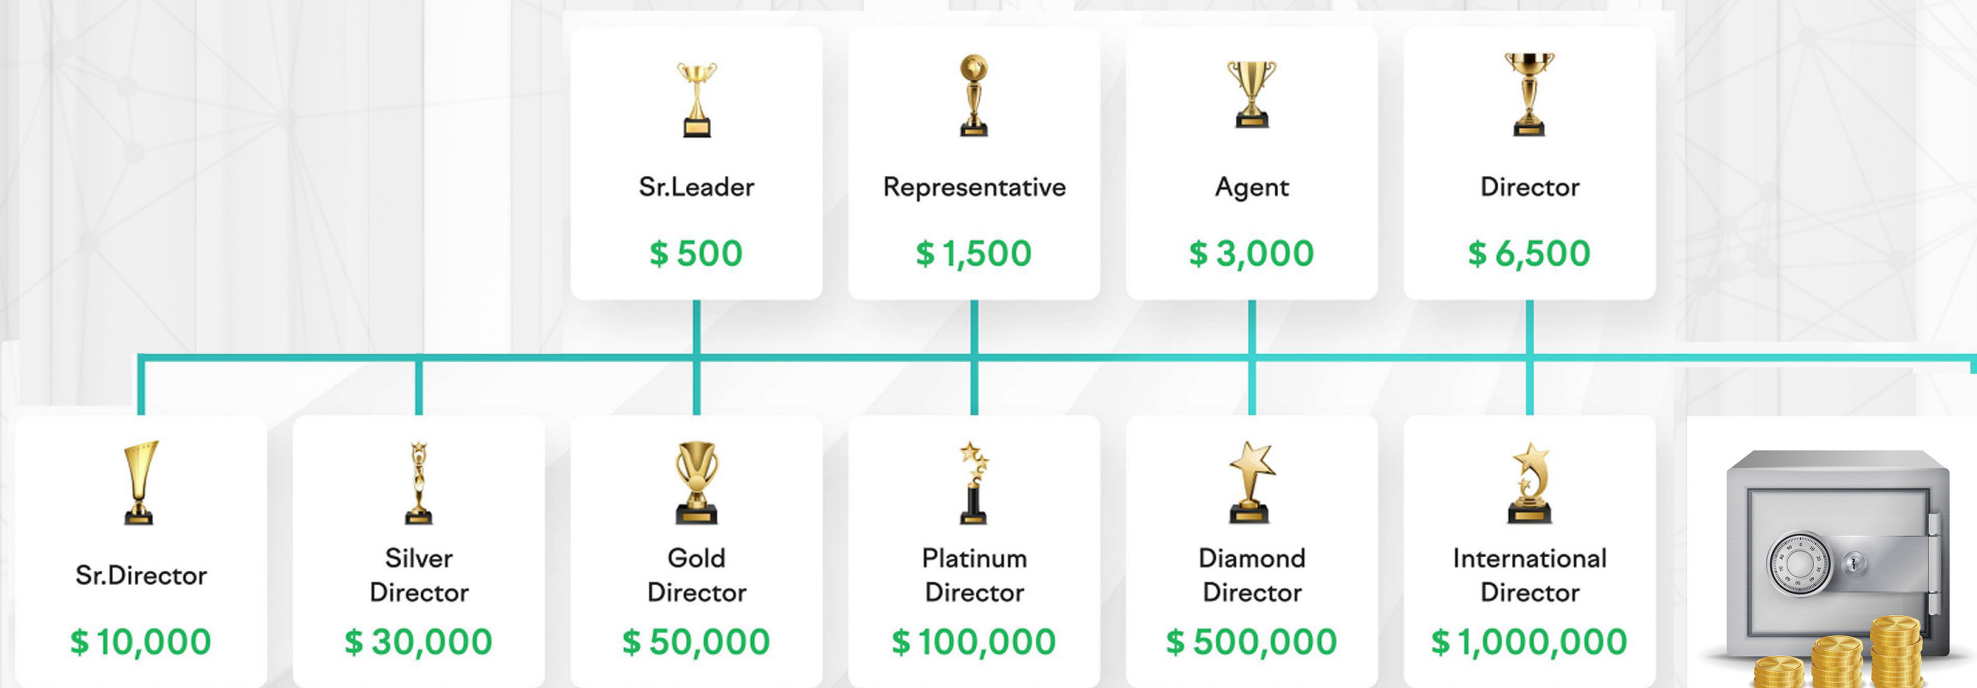 Sr.Leader
Representative
Agent
Director
$ 500
$ 1,500
$ 3,000
$ 6,500
Sr.Director
Silver
Director
Gold
Director
Platinum
Director
Diamond
Director
International
Director
$ 10,000
$ 30,000
$ 50,000
$ 100,000
$ 500,000
$ 1,000,000